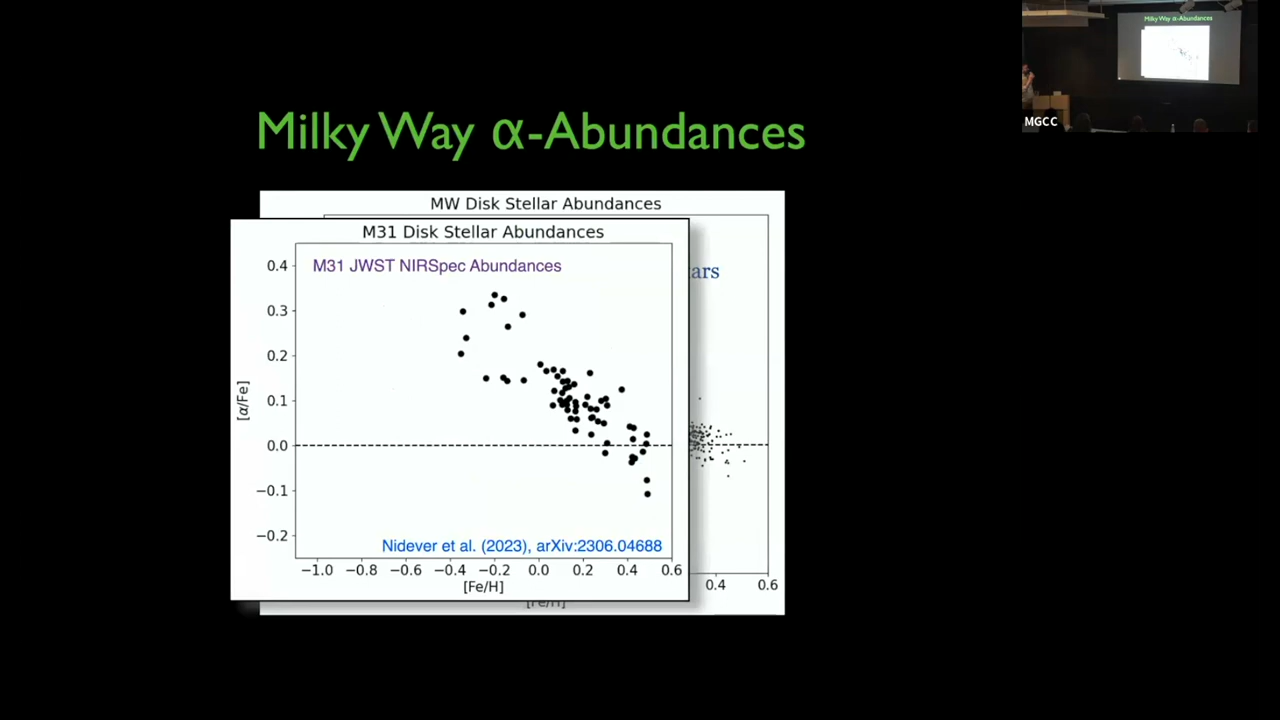 Milky Way α-Abundances
Milky Way α-Abundances
MGCC
MW Disk Stellar Abundances
M31 Disk Stellar Abundances
M31 JWST NIRSpec Abundances
0.4
0.3
0.2
0.1
0.0
−0.1
−0.2
[α/Fe]
Nidever et al. (2023), arXiv:2306.04688
−1.0 −0.8 −0.6 −0.4 −0.2 0.0 0.2 0.4 0.6
[Fe/H]
0.4 0.6
[Fe/H]